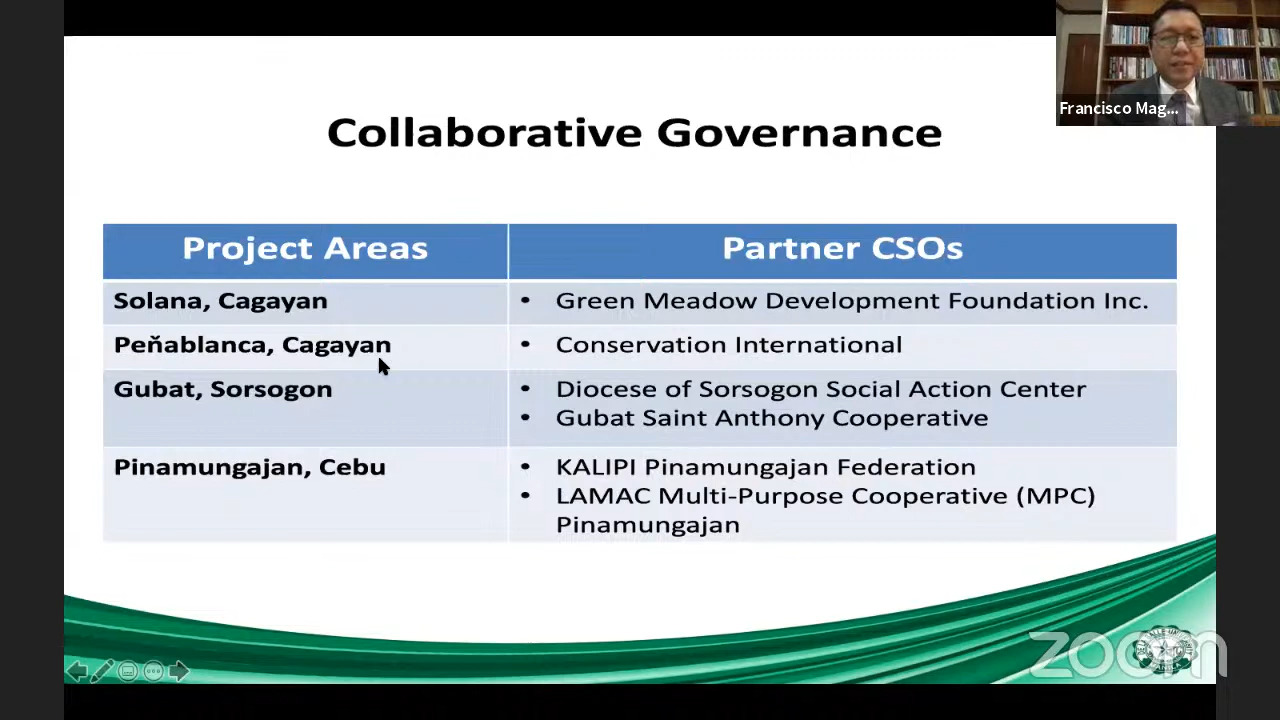 Francisco Mag...
Collaborative Governance
Project Areas
Partner CSOs
Solana, Cagayan
• Green Meadow Development Foundation Inc.
Peňablanca, Cagayan
• Conservation International
Gubat, Sorsogon
• Diocese of Sorsogon Social Action Center
• Gubat Saint Anthony Cooperative
Pinamungajan, Cebu
• KALIPI Pinamungajan Federation
• LAMAC Multi-Purpose Cooperative (MPC)
Pinamungajan
zoom